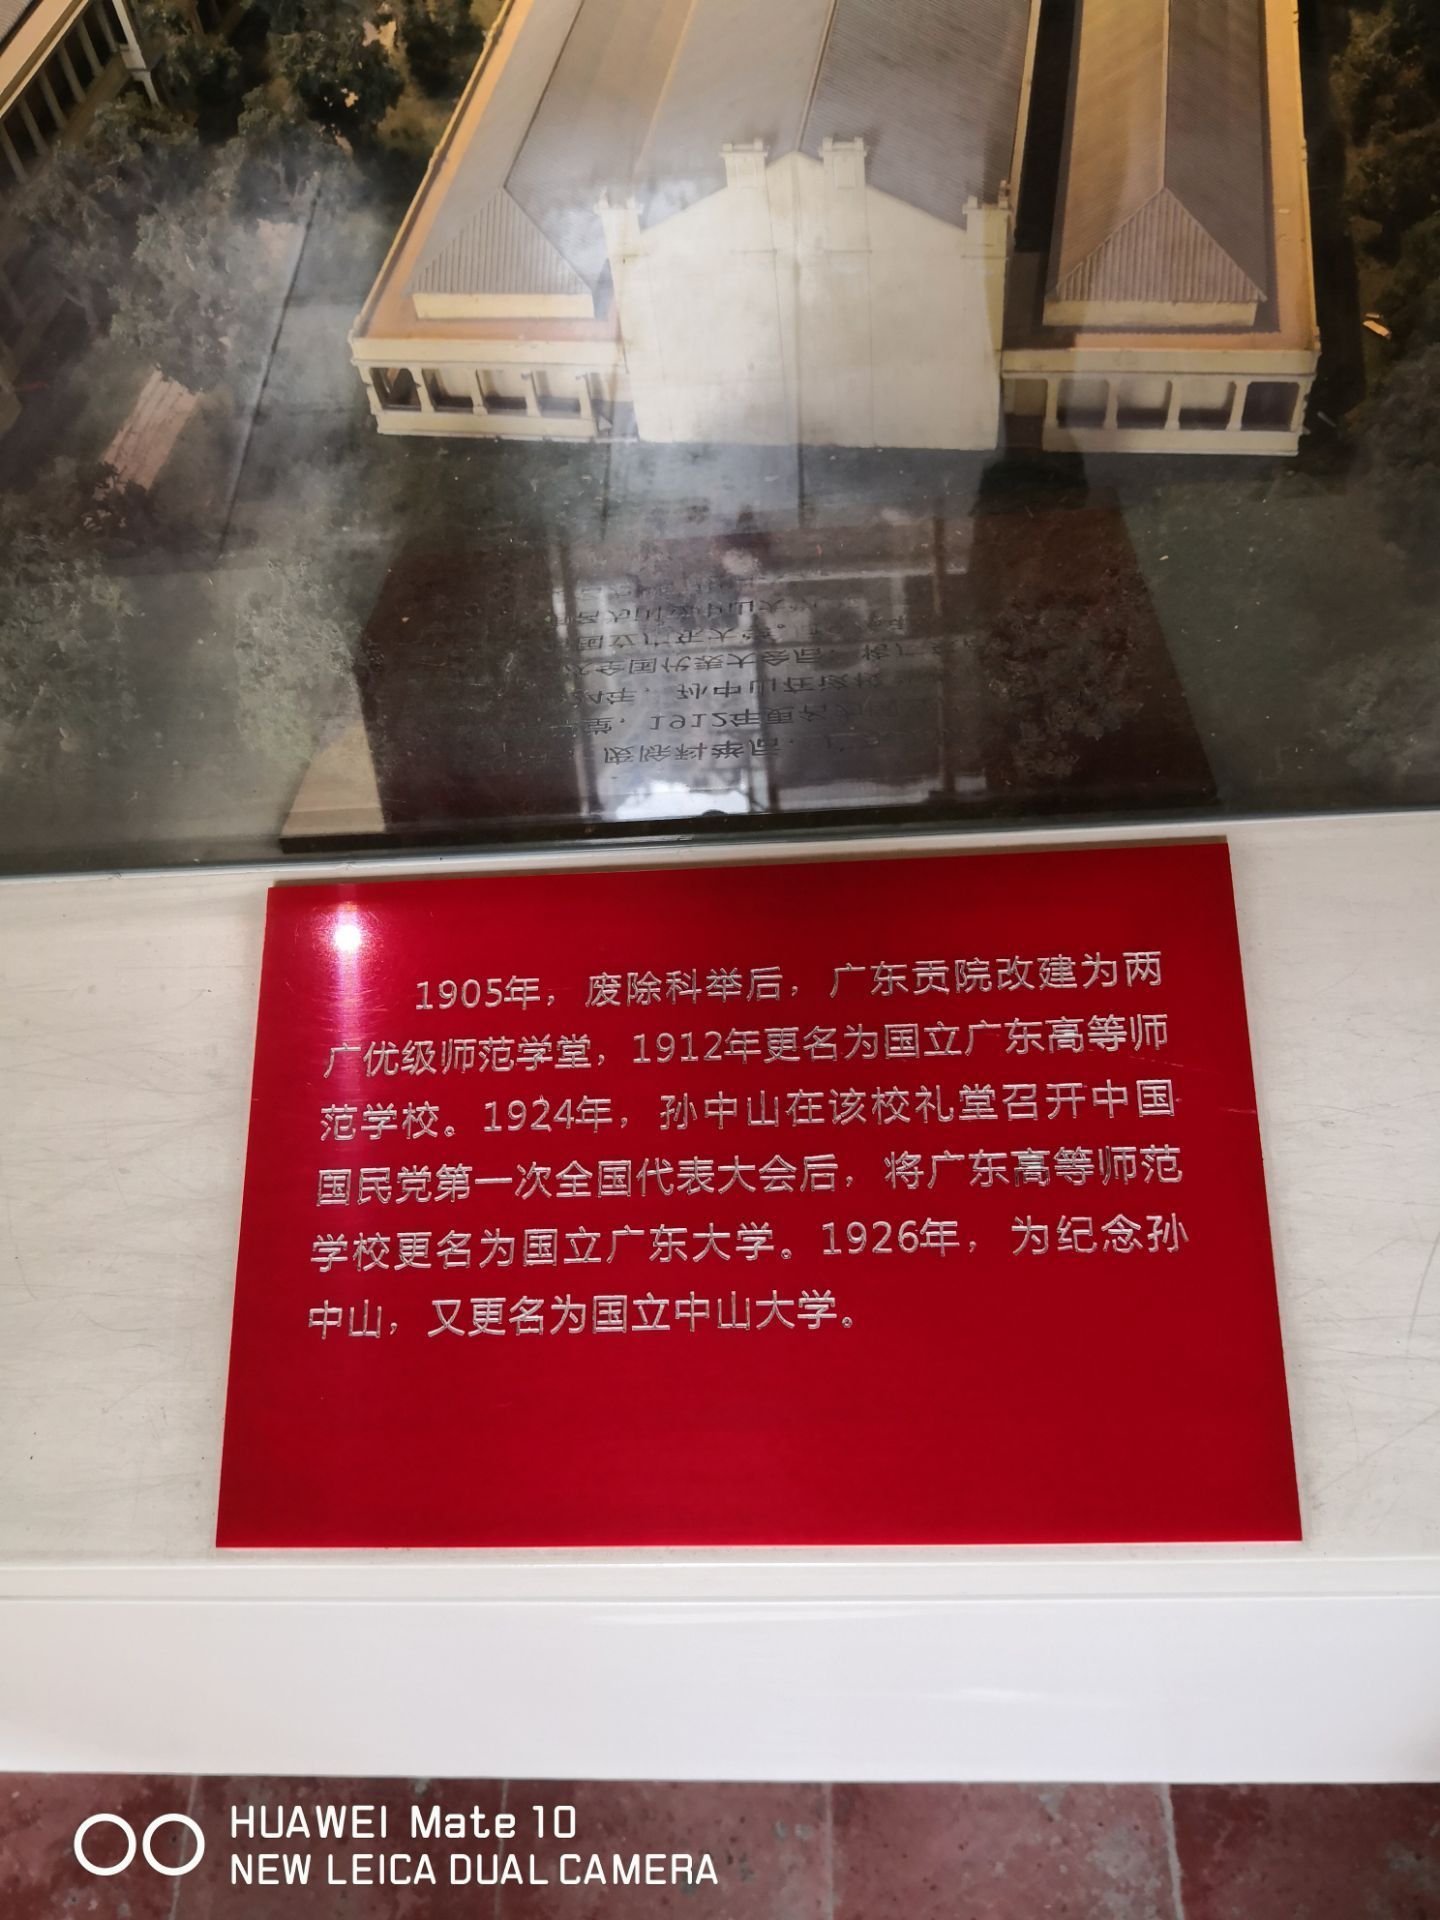 1905年，废除科举后，广东贡院改建为两
广优级师范学堂，1912年更名为国立广东高等师
范学校。1924年，孙中山在该校礼堂召开中国
国民党第一次全国代表大会后，将广东高等师范
学校更名为国立广东大学。1926年，为纪念孙
中山，又更名为国立中山大学。
HUAWEI Mate 10
NEW LEICA DUAL CAMERA